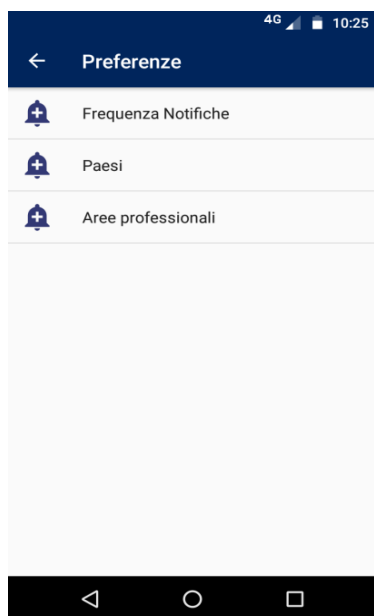 4G 10:25
Preferenze
Frequenza Notifiche
Paesi
Aree professionali